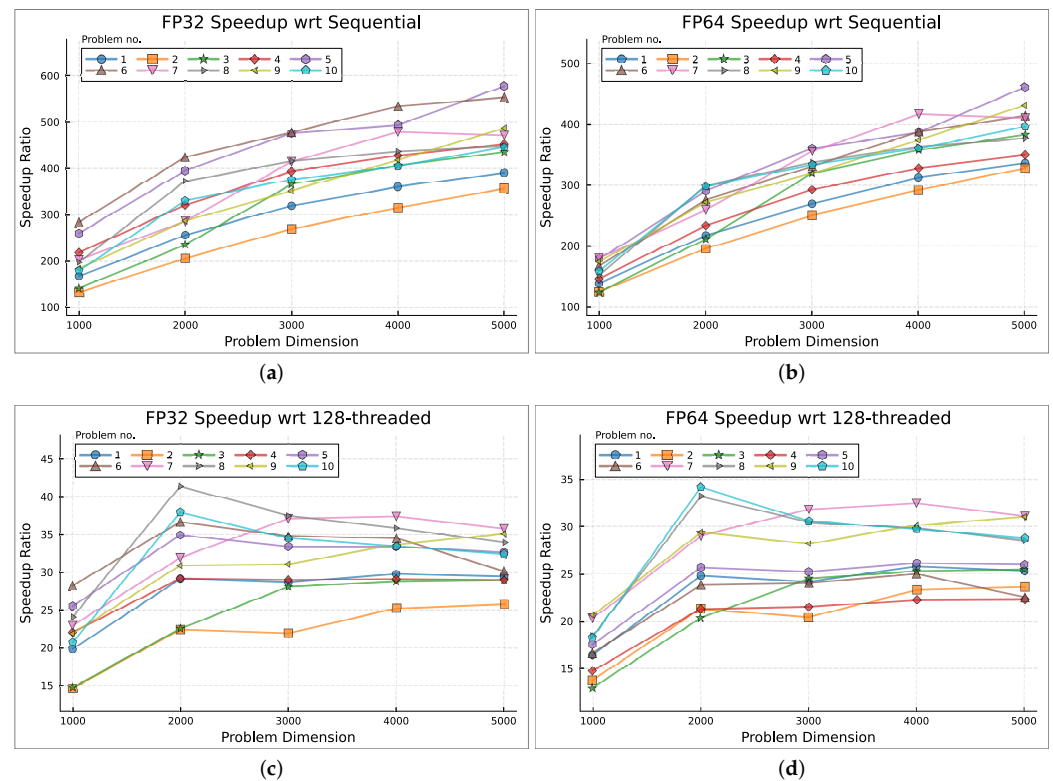 FP32 Speedup wrt Sequential
Problem no.
1 2 3 4 5
6 7 8 9 10
600
500
400
300
200
100
Speedup Ratio
1000 2000 3000 4000 5000
Problem Dimension
(a)
FP64 Speedup wrt Sequential
Problem no.
1 2 3 4 5
6 7 8 9 10
500
400
300
200
100
Speedup Ratio
1000 2000 3000 4000 5000
Problem Dimension
(b)
FP32 Speedup wrt 128-threaded
Problem no.
1 2 3 4 5
6 7 8 9 10
45
40
35
30
25
20
15
Speedup Ratio
1000 2000 3000 4000 5000
Problem Dimension
(c)
FP64 Speedup wrt 128-threaded
Problem no.
1 2 3 4 5
6 7 8 9 10
35
30
25
20
15
Speedup Ratio
1000 2000 3000 4000 5000
Problem Dimension
(d)